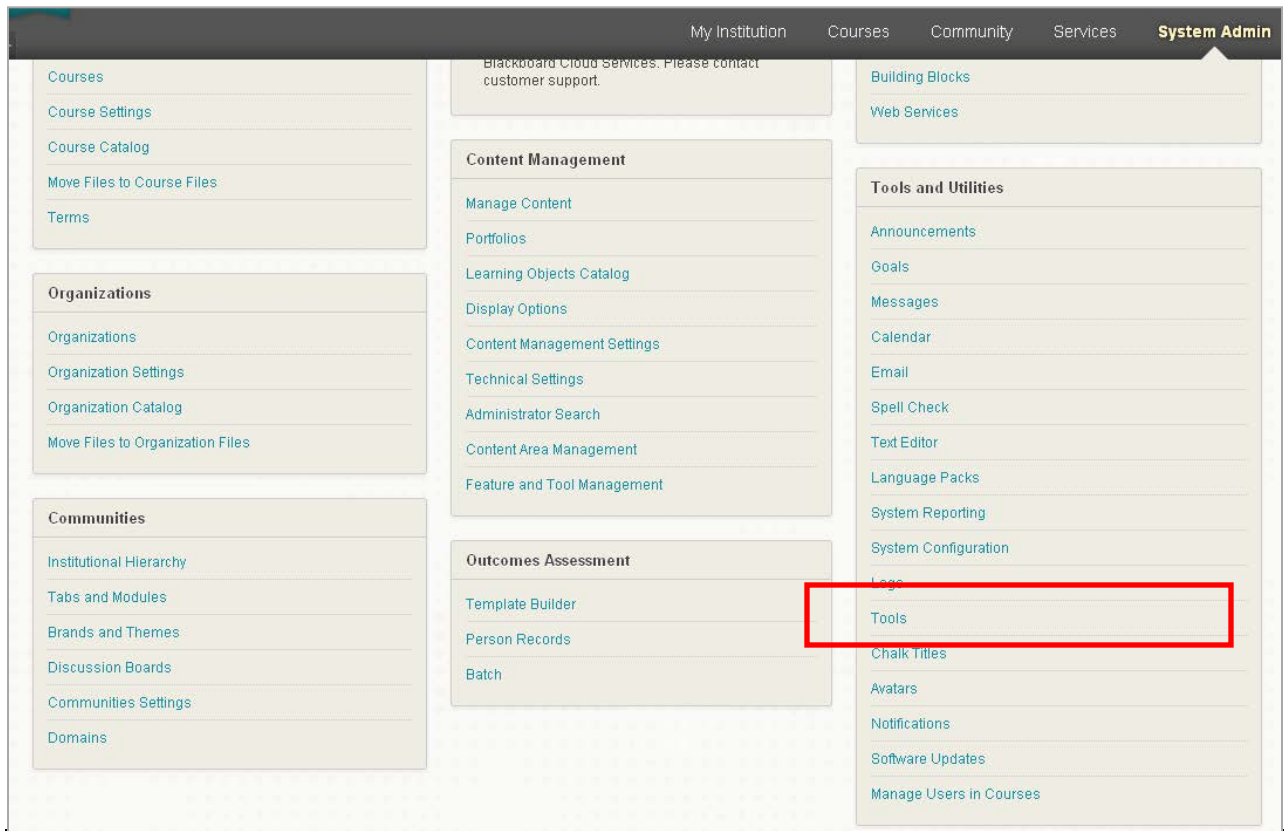 My Institution Courses Community Services System Admin
Courses
Course Settings
Course Catalog
Move Files to Course Files
Terms
Organizations
Organizations
Organization Settings
Organization Catalog
Move Files to Organization Files
Communities
Institutional Hierarchy
Tabs and Modules
Brands and Themes
Discussion Boards
Communities Settings
Domains
Blackboard Cloud Services. Please contact
customer support.
Content Management
Manage Content
Portfolios
Learning Objects Catalog
Display Options
Content Management Settings
Technical Settings
Administrator Search
Content Area Management
Feature and Tool Management
Outcomes Assessment
Template Builder
Person Records
Batch
Building Blocks
Web Services
Tools and Utilities
Announcements
Goals
Messages
Calendar
Email
Spell Check
Text Editor
Language Packs
System Reporting
System Configuration
Logs
Tools
Chalk Titles
Avatars
Notifications
Software Updates
Manage Users in Courses